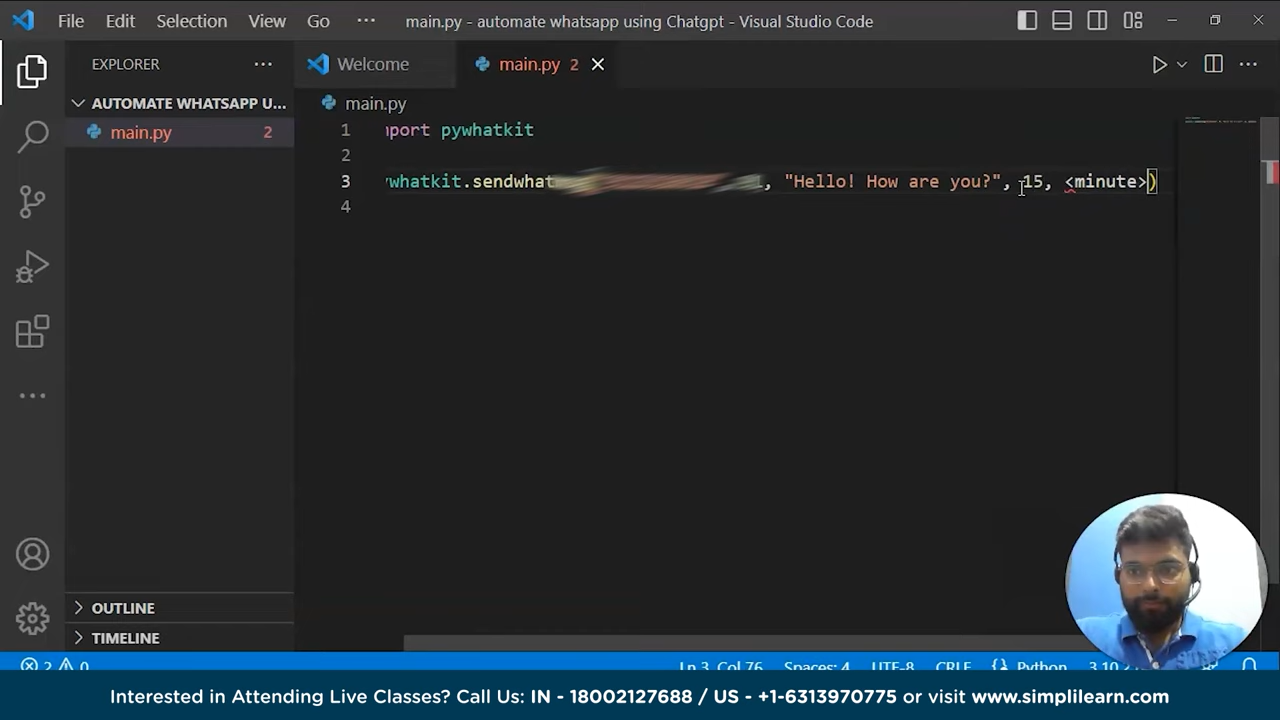 File Edit Selection View Go ··· main.py - automate whatsapp using Chatgpt - Visual Studio Code
EXPLORER ··· Welcome main.py 2
AUTOMATE WHATSAPP U... main.py
main.py 2
1 port pywhatkit
2
3 whatkit.sendwhat , "Hello! How are you?", 15, <minute>)
4
OUTLINE
TIMELINE
2 0 Ln 3, Col 76 Spaces: 4 UTF-8 CRLF Python
Interested in Attending Live Classes? Call Us: IN - 18002127688 / US - +1-6313970775 or visit www.simplilearn.com